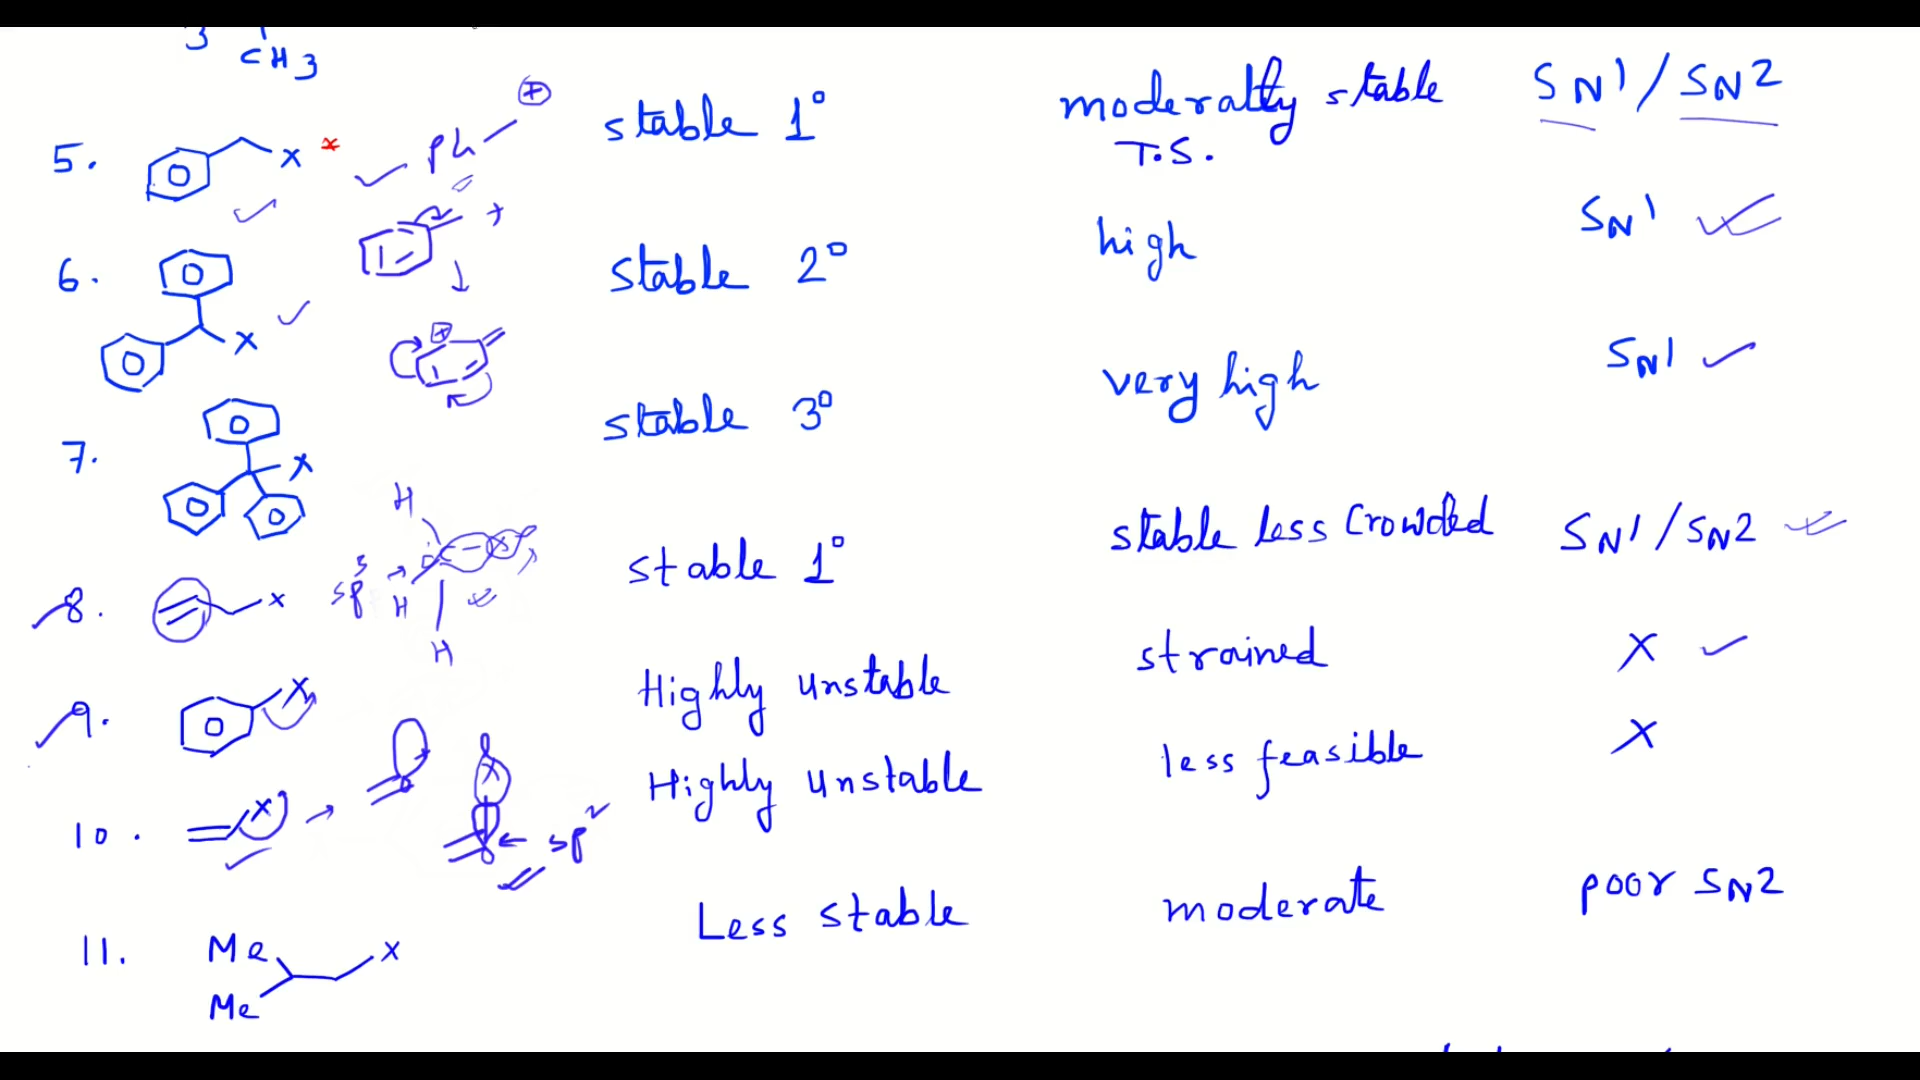 3 CH3
5. X * Ph + stable 1° moderatly stable T.S. SN1 / SN2
+
6. X stable 2° high SN1
+
7. X stable 3° very high SN1
8. X sp3 H H H stable 1° stable less Crowded SN1 / SN2
9. X Highly unstable strained X
10. X X sp2 Highly unstable less feasible X
11. Me Me X Less stable moderate poor SN2